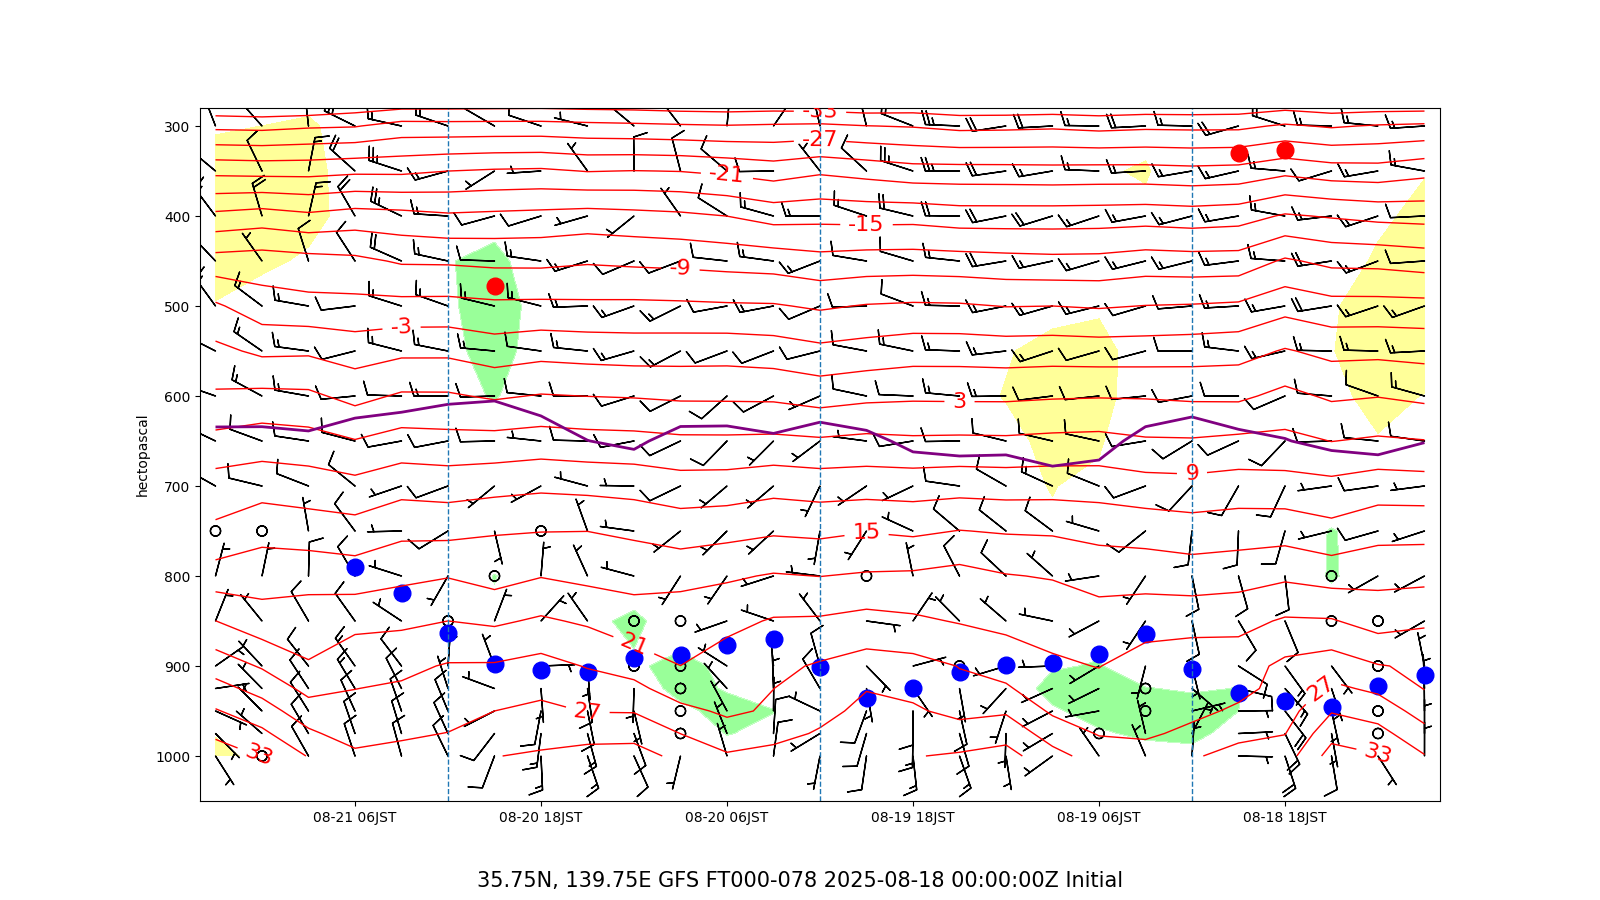 -33
300
-27
-21
400
-15
-9
500
-3
600
3
hectopascal
700
9
15
800
21
900
27
27
1000
33
33
08-21 06JST
08-20 18JST
08-20 06JST
08-19 18JST
08-19 06JST
08-18 18JST
35.75N, 139.75E GFS FT000-078 2025-08-18 00:00:00Z Initial